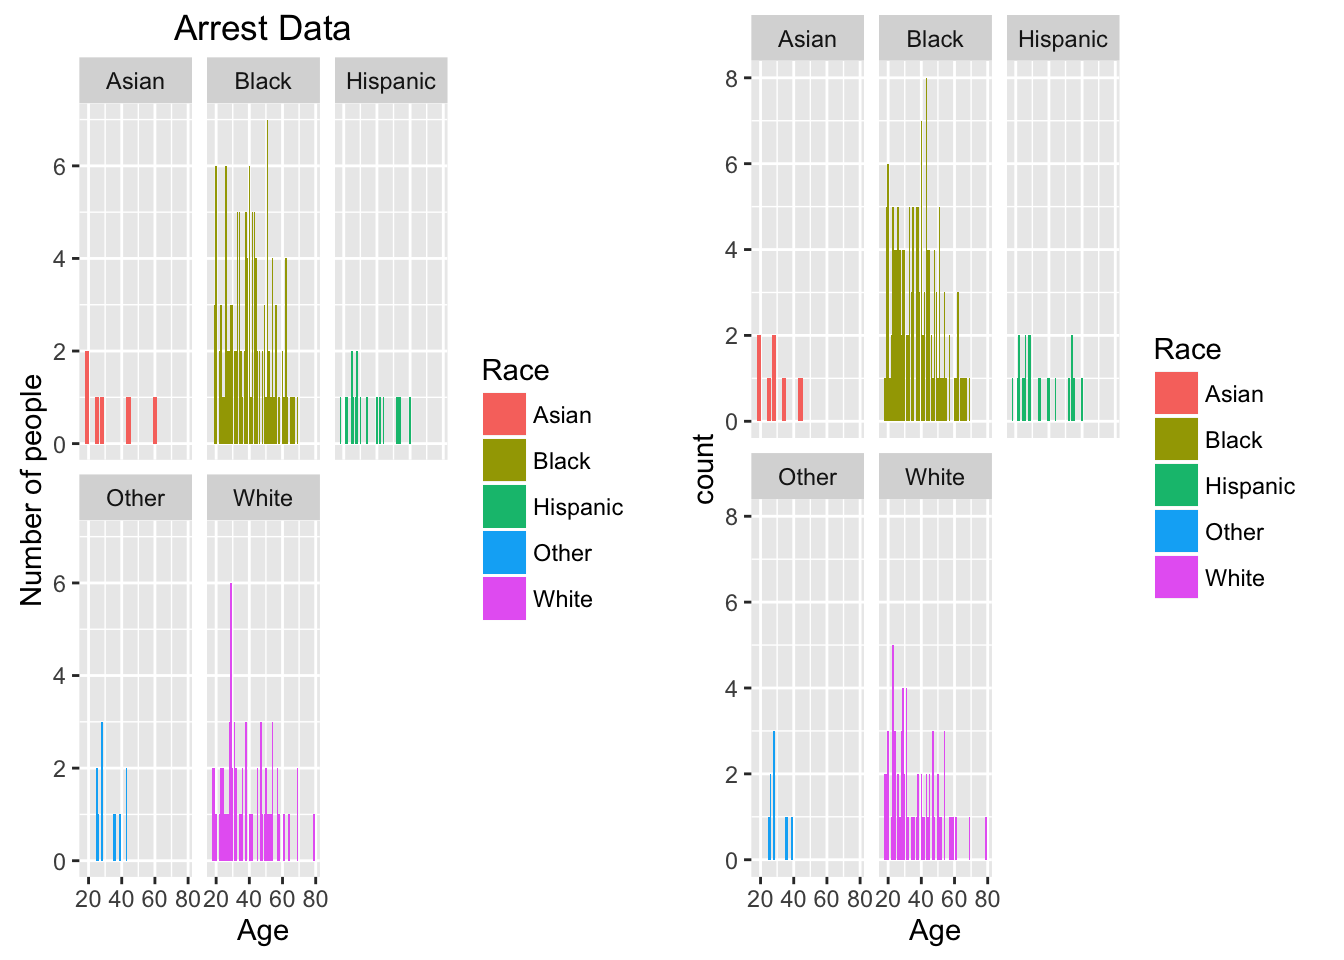 Arrest Data
Asian Black Hispanic
6
4
2
0
Number of people
Other White
6
4
2
0
20 40 60 80 20 40 60 80
Age
Race
Asian
Black
Hispanic
Other
White
Asian Black Hispanic
8
6
4
2
0
count
Other White
8
6
4
2
0
20 40 60 80 20 40 60 80
Age
Race
Asian
Black
Hispanic
Other
White